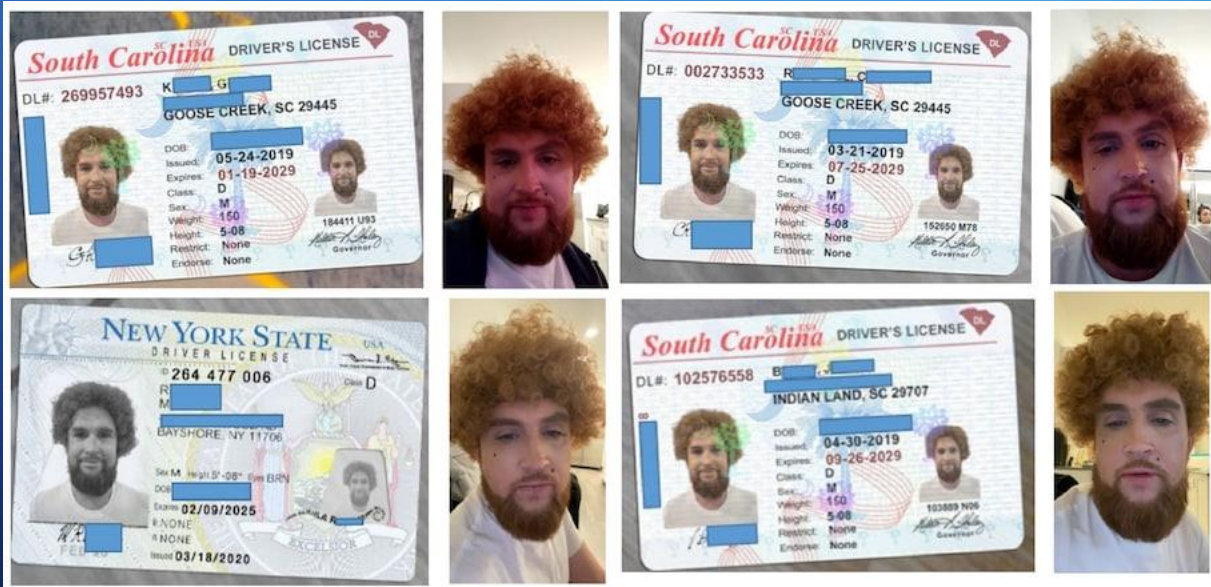 South Carolina
SC USA
DRIVER'S LICENSE
DL
DL#: 269957493
K G
GOOSE CREEK, SC 29445
DOB:
Issued: 05-24-2019
Expires: 01-19-2029
Class: D
Sex: M
Weight: 150
Height: 5-08
Restrict: None
Endorse: None
184411 U93
Governor
South Carolina
SC USA
DRIVER'S LICENSE
DL
DL#: 002733533
R , C
GOOSE CREEK, SC 29445
DOB:
Issued: 03-21-2019
Expires: 07-25-2029
Class: D
Sex: M
Weight: 150
Height: 5-08
Restrict: None
Endorse: None
152650 M78
Governor
NEW YORK STATE
USA
DRIVER LICENSE
ID 264 477 006
Class D
R
M
BAYSHORE, NY 11706
Sex M Height 5'-08" Eyes BRN
DOB
Expires 02/09/2025
E NONE
R NONE
Issued 03/18/2020
EXCELSIOR
South Carolina
SC USA
DRIVER'S LICENSE
DL
DL#: 102576558
B
INDIAN LAND, SC 29707
DOB:
Issued: 04-30-2019
Expires: 09-26-2029
Class: D
Sex: M
Weight: 150
Height: 5-08
Restrict: None
Endorse: None
103889 N06
Governor